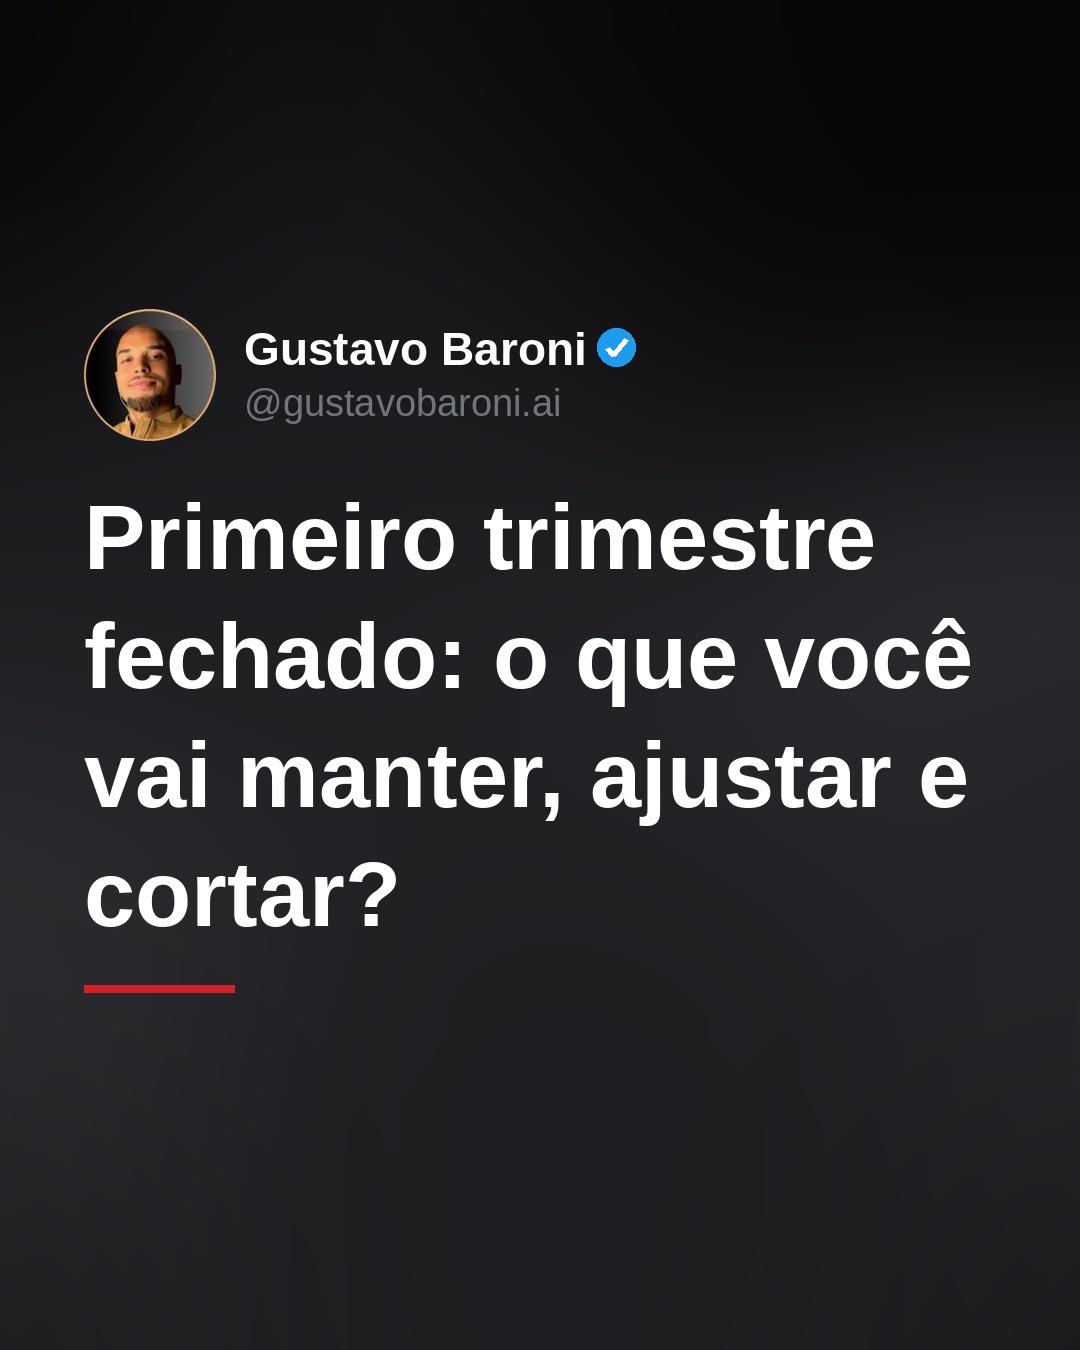 Gustavo Baroni
@gustavobaroni.ai
Primeiro trimestre
fechado: o que você
vai manter, ajustar e
cortar?